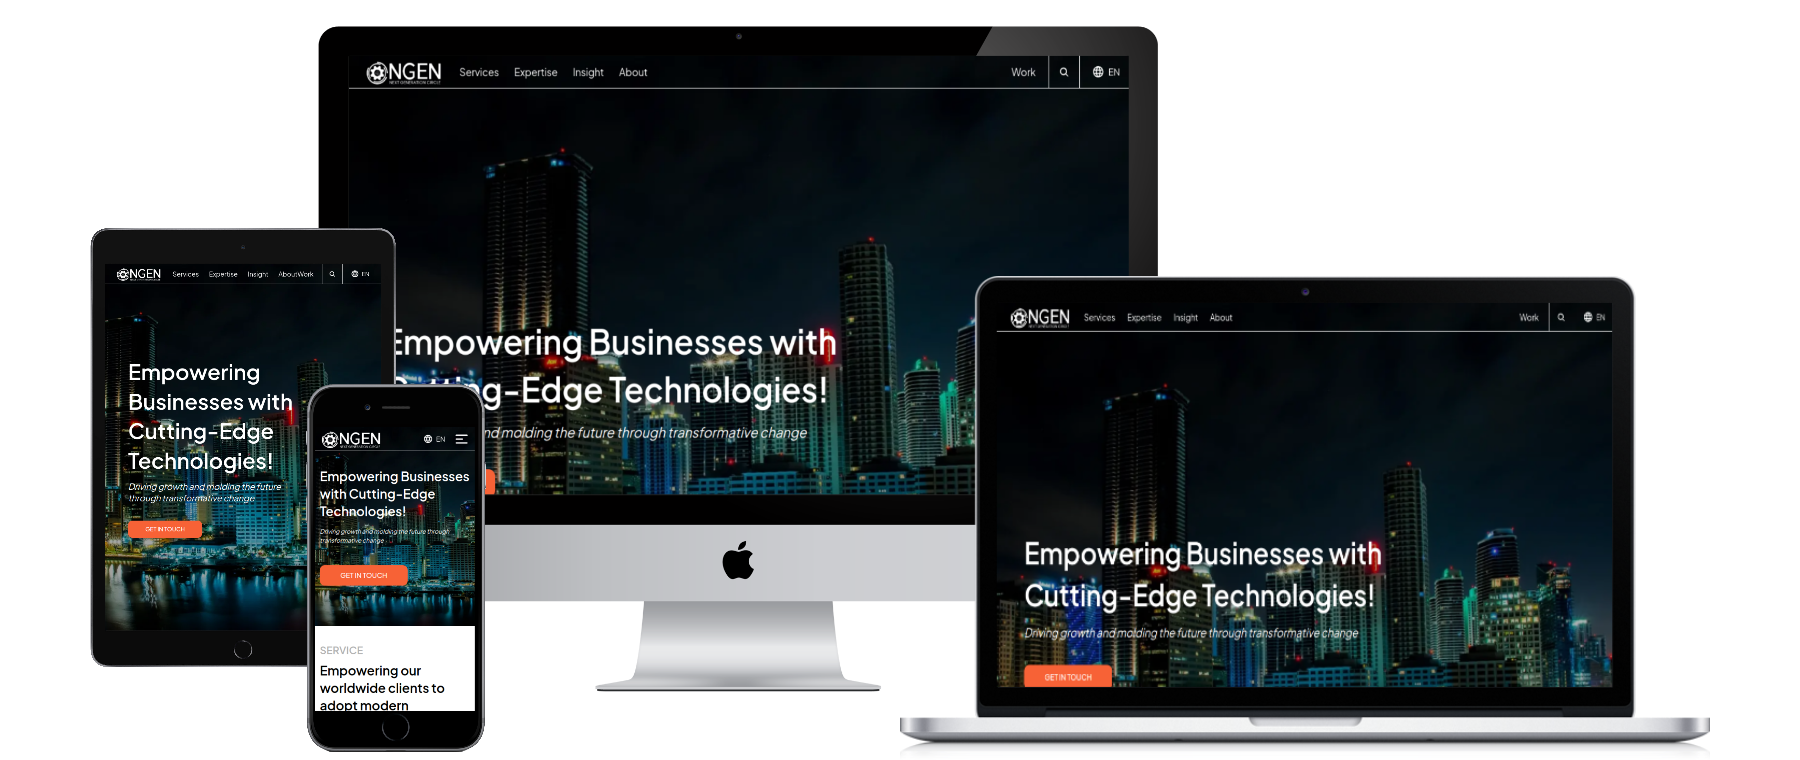 NGEN
NEXT GENERATION CIRCLE
Services Expertise Insight About Work EN
Empowering Businesses with
Cutting-Edge Technologies!
nd molding the future through transformative change
NGEN
Services Expertise Insight AboutWork EN
Empowering
Businesses with
Cutting-Edge
Technologies!
Driving growth and molding the future
through transformative change
GET IN TOUCH
NGEN
EN
Empowering Businesses
with Cutting-Edge
Technologies!
Driving growth and molding the future through
transformative change
GET IN TOUCH
SERVICE
Empowering our
worldwide clients to
adopt modern
NGEN
Services Expertise Insight About Work EN
Empowering Businesses with
Cutting-Edge Technologies!
Driving growth and molding the future through transformative change
GET IN TOUCH